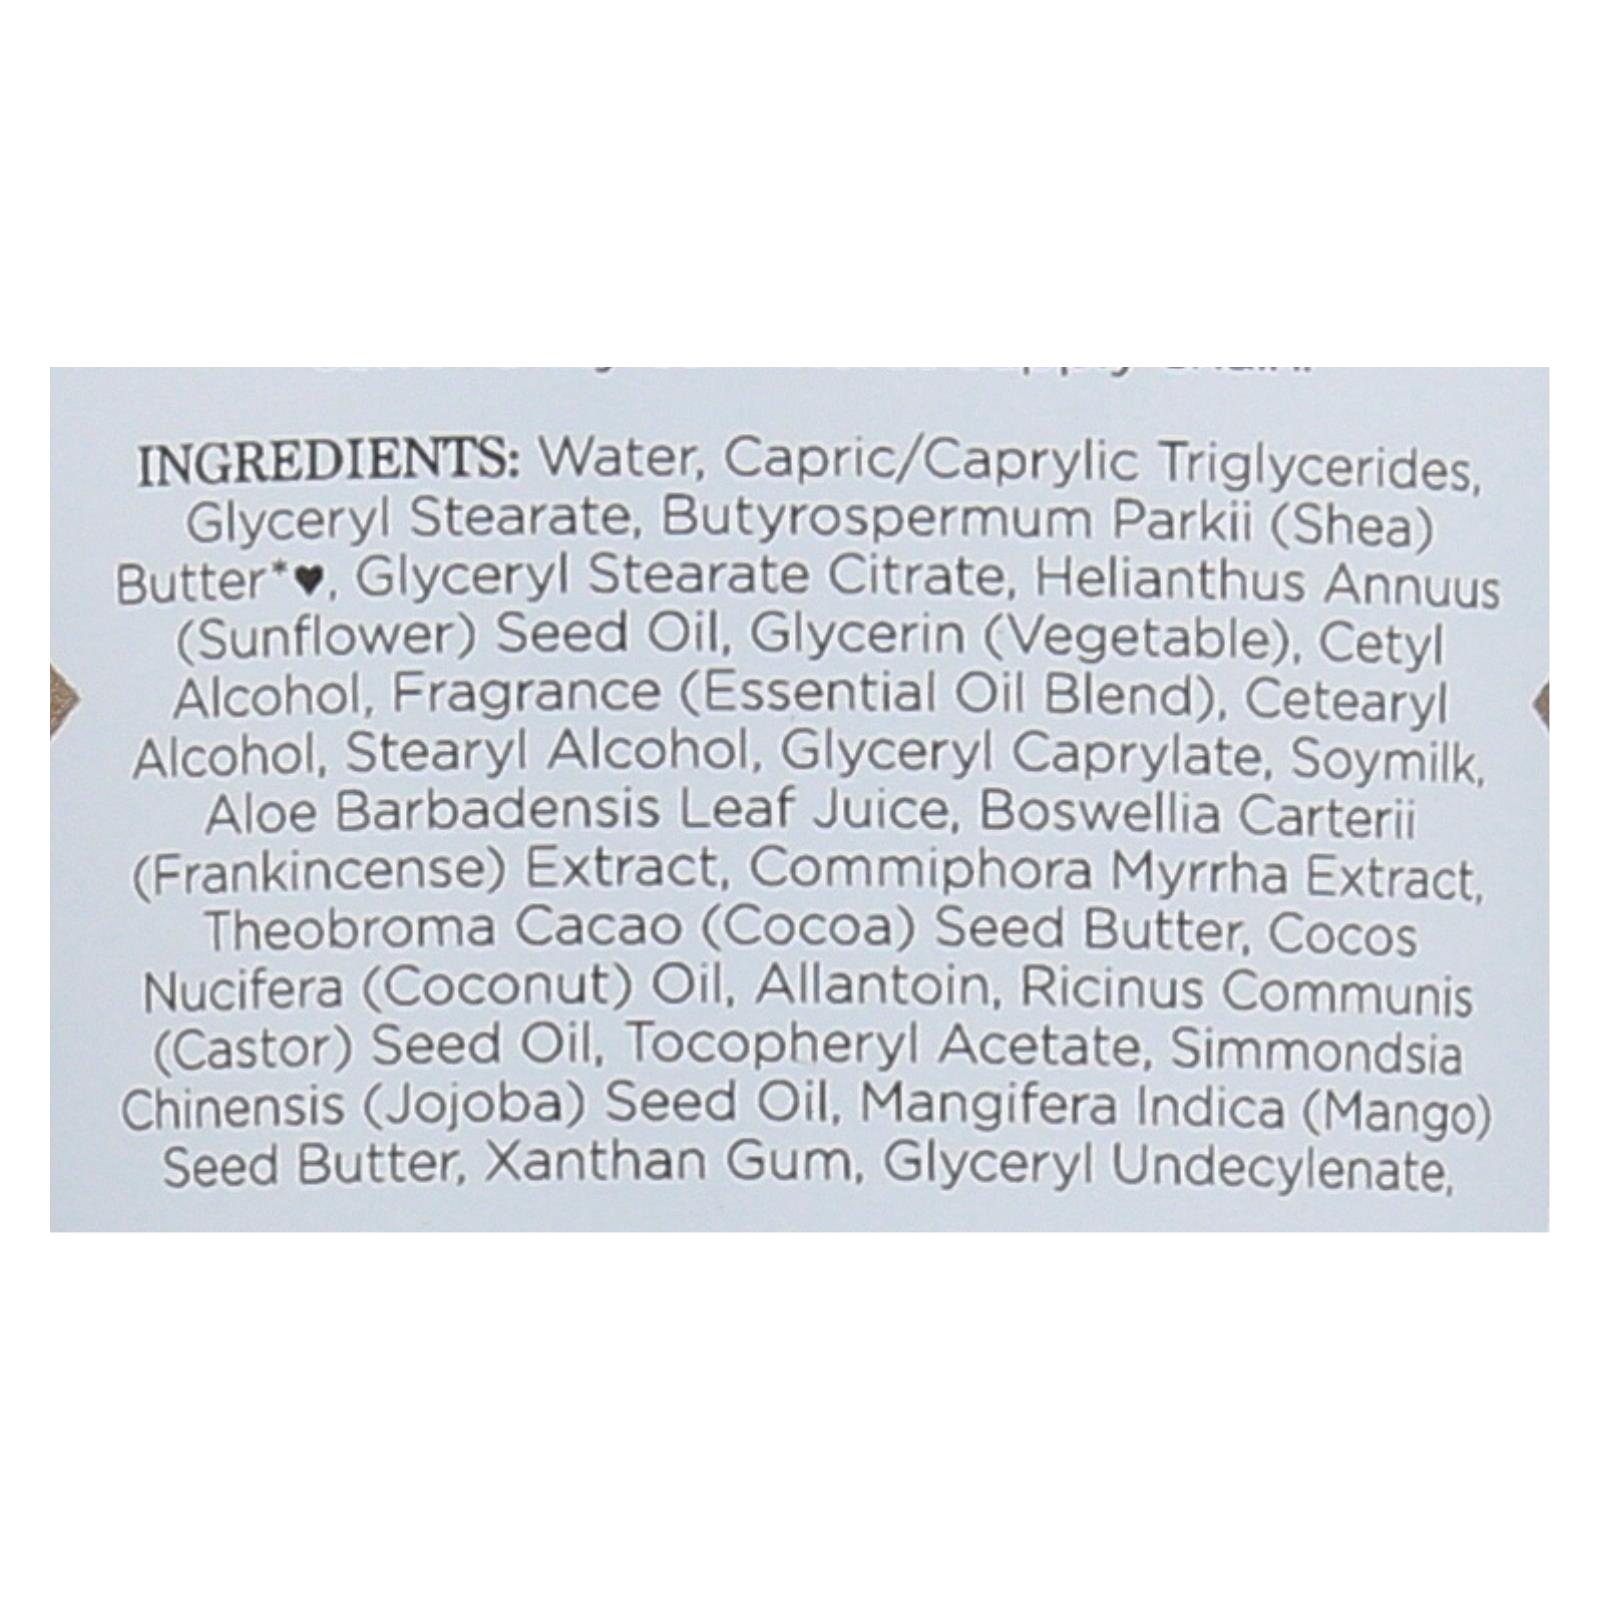 supply chain.
INGREDIENTS: Water, Capric/Caprylic Triglycerides,
Glyceryl Stearate, Butyrospermum Parkii (Shea)
Butter*♥, Glyceryl Stearate Citrate, Helianthus Annuus
(Sunflower) Seed Oil, Glycerin (Vegetable), Cetyl
Alcohol, Fragrance (Essential Oil Blend), Cetearyl
Alcohol, Stearyl Alcohol, Glyceryl Caprylate, Soymilk,
Aloe Barbadensis Leaf Juice, Boswellia Carterii
(Frankincense) Extract, Commiphora Myrrha Extract,
Theobroma Cacao (Cocoa) Seed Butter, Cocos
Nucifera (Coconut) Oil, Allantoin, Ricinus Communis
(Castor) Seed Oil, Tocopheryl Acetate, Simmondsia
Chinensis (Jojoba) Seed Oil, Mangifera Indica (Mango)
Seed Butter, Xanthan Gum, Glyceryl Undecylenate,